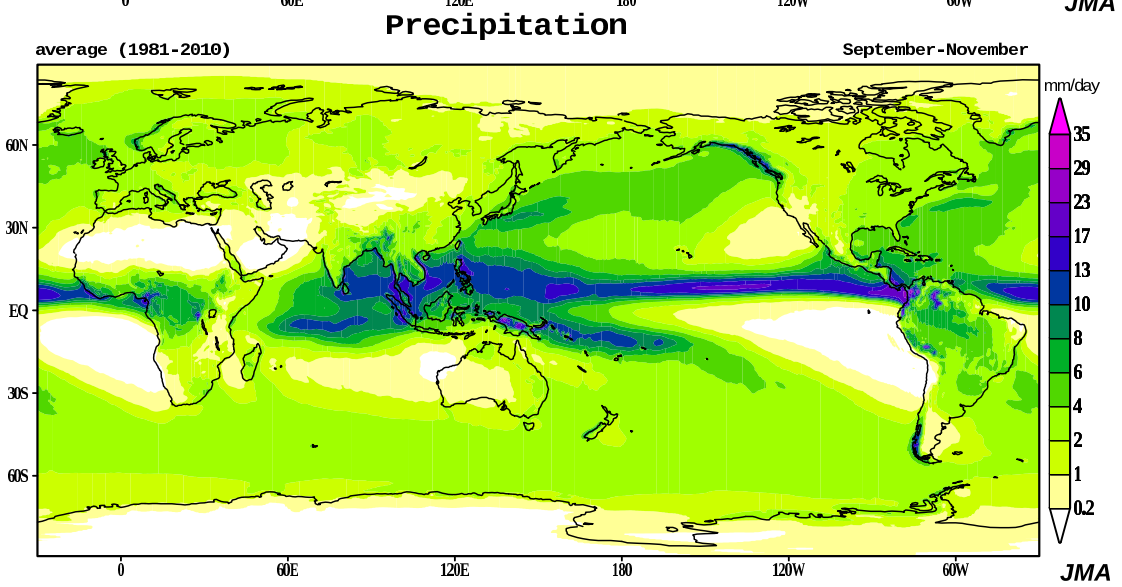 0 60E 120E 180 120W 60W JMA
Precipitation
average (1981-2010) September-November
mm/day
35
29
23
17
13
10
8
6
4
2
1
0.2
60N
30N
EQ
30S
60S
0 60E 120E 180 120W 60W
JMA